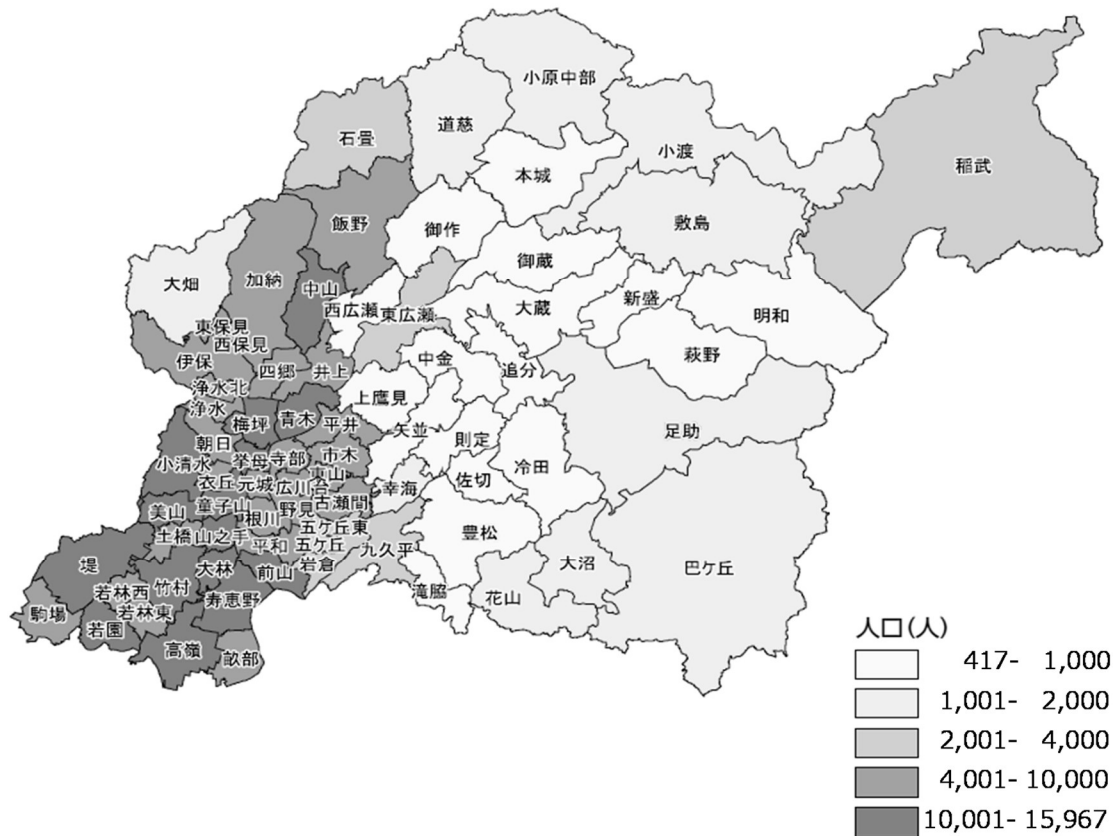 小原中部
道慈
石畳
小渡
稲武
本城
飯野
御作
敷島
御蔵
大畑
加納
中山
西広瀬
東広瀬
大蔵
新盛
明和
東保見
西保見
伊保
中金
萩野
四郷
井上
追分
浄水北
浄水
上鷹見
梅坪
青木
平井
矢並
足助
朝日
則定
小清水
挙母
寺部
市木
冷田
東山
衣丘
元城
広川台
幸海
佐切
美山
童子山
根川
野見
古瀬間
土橋
山之手
五ケ丘東
豊松
平和
五ケ丘
九久平
堤
大林
前山
岩倉
大沼
巴ケ丘
若林西
竹村
寿恵野
滝脇
花山
駒場
若林東
若園
高嶺
畝部
人口(人)
417- 1,000
1,001- 2,000
2,001- 4,000
4,001- 10,000
10,001- 15,967